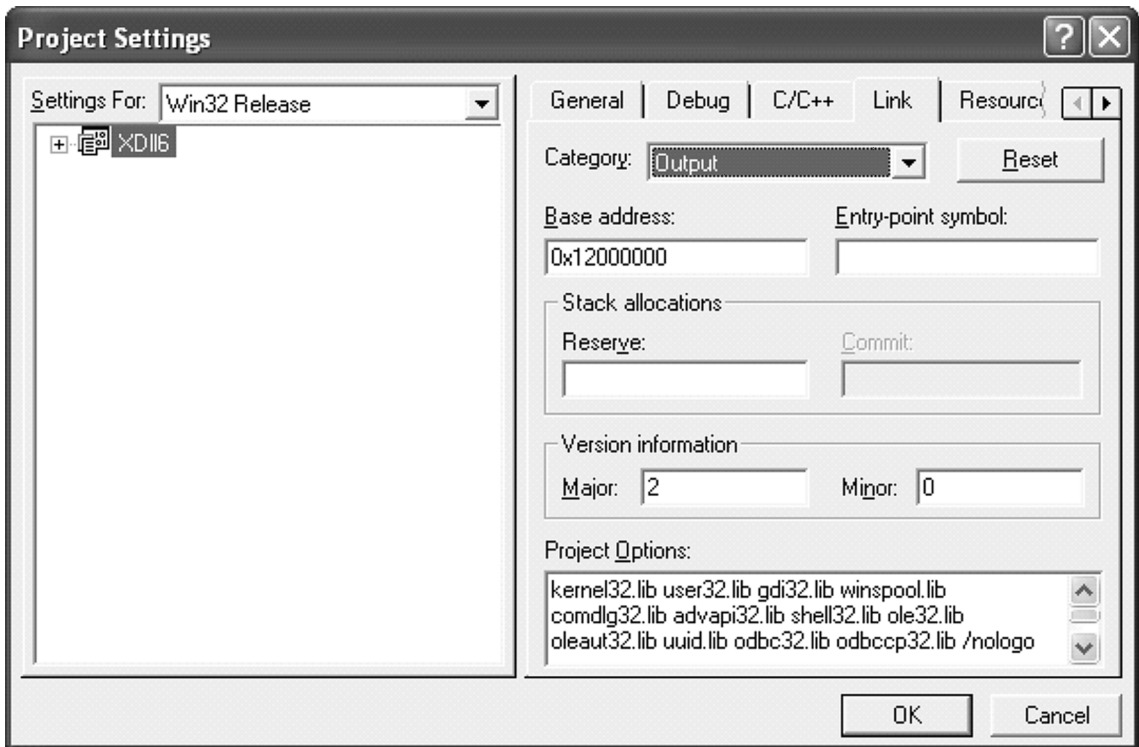 Project Settings
Settings For: Win32 Release
XDll6
General Debug C/C++ Link Resourc
Category: Output Reset
Base address: Entry-point symbol:
0x12000000
Stack allocations
Reserve: Commit:
Version information
Major: 2 Minor: 0
Project Options:
kernel32.lib user32.lib gdi32.lib winspool.lib
comdlg32.lib advapi32.lib shell32.lib ole32.lib
oleaut32.lib uuid.lib odbc32.lib odbccp32.lib /nologo
OK Cancel